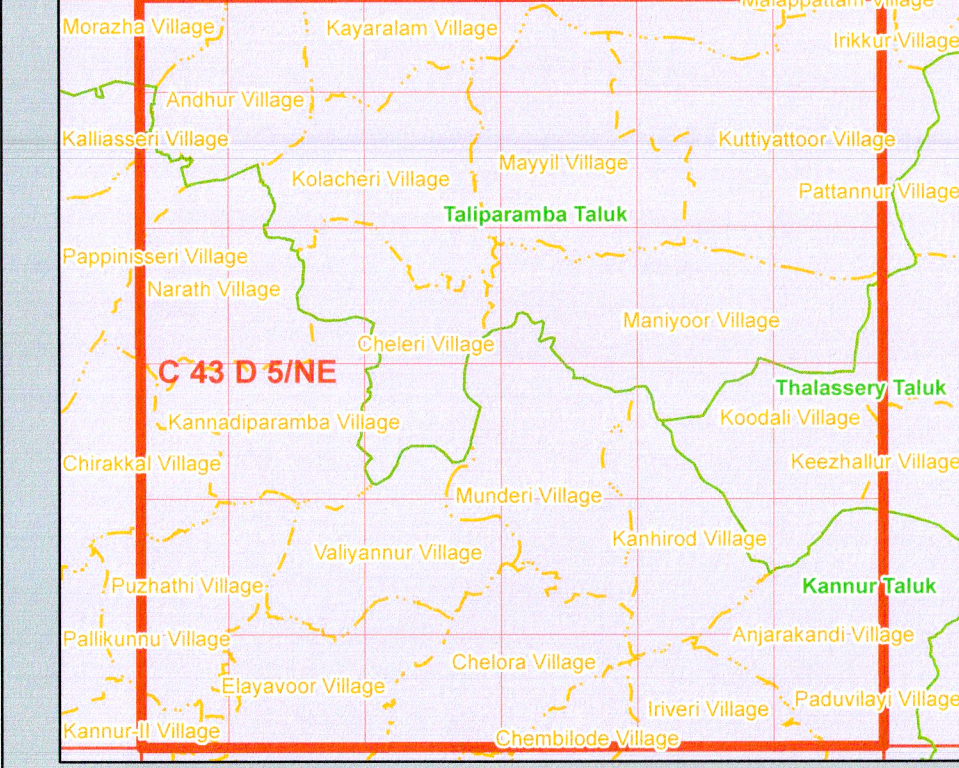 Malappattam Village
Morazha Village
Kayaralam Village
Irikkur Village
Andhur Village
Kalliasseri Village
Kuttiyattoor Village
Mayyil Village
Kolacheri Village
Pattannur Village
Taliparamba Taluk
Pappinisseri Village
Narath Village
Maniyoor Village
Cheleri Village
C 43 D 5/NE
Thalassery Taluk
Koodali Village
Kannadiparamba Village
Chirakkal Village
Keezhallur Village
Munderi Village
Kanhirod Village
Valiyannur Village
Puzhathi Village
Kannur Taluk
Pallikunnu Village
Anjarakandi Village
Chelora Village
Elayavoor Village
Paduvilayi Village
Iriveri Village
Kannur-II Village
Chembilode Village